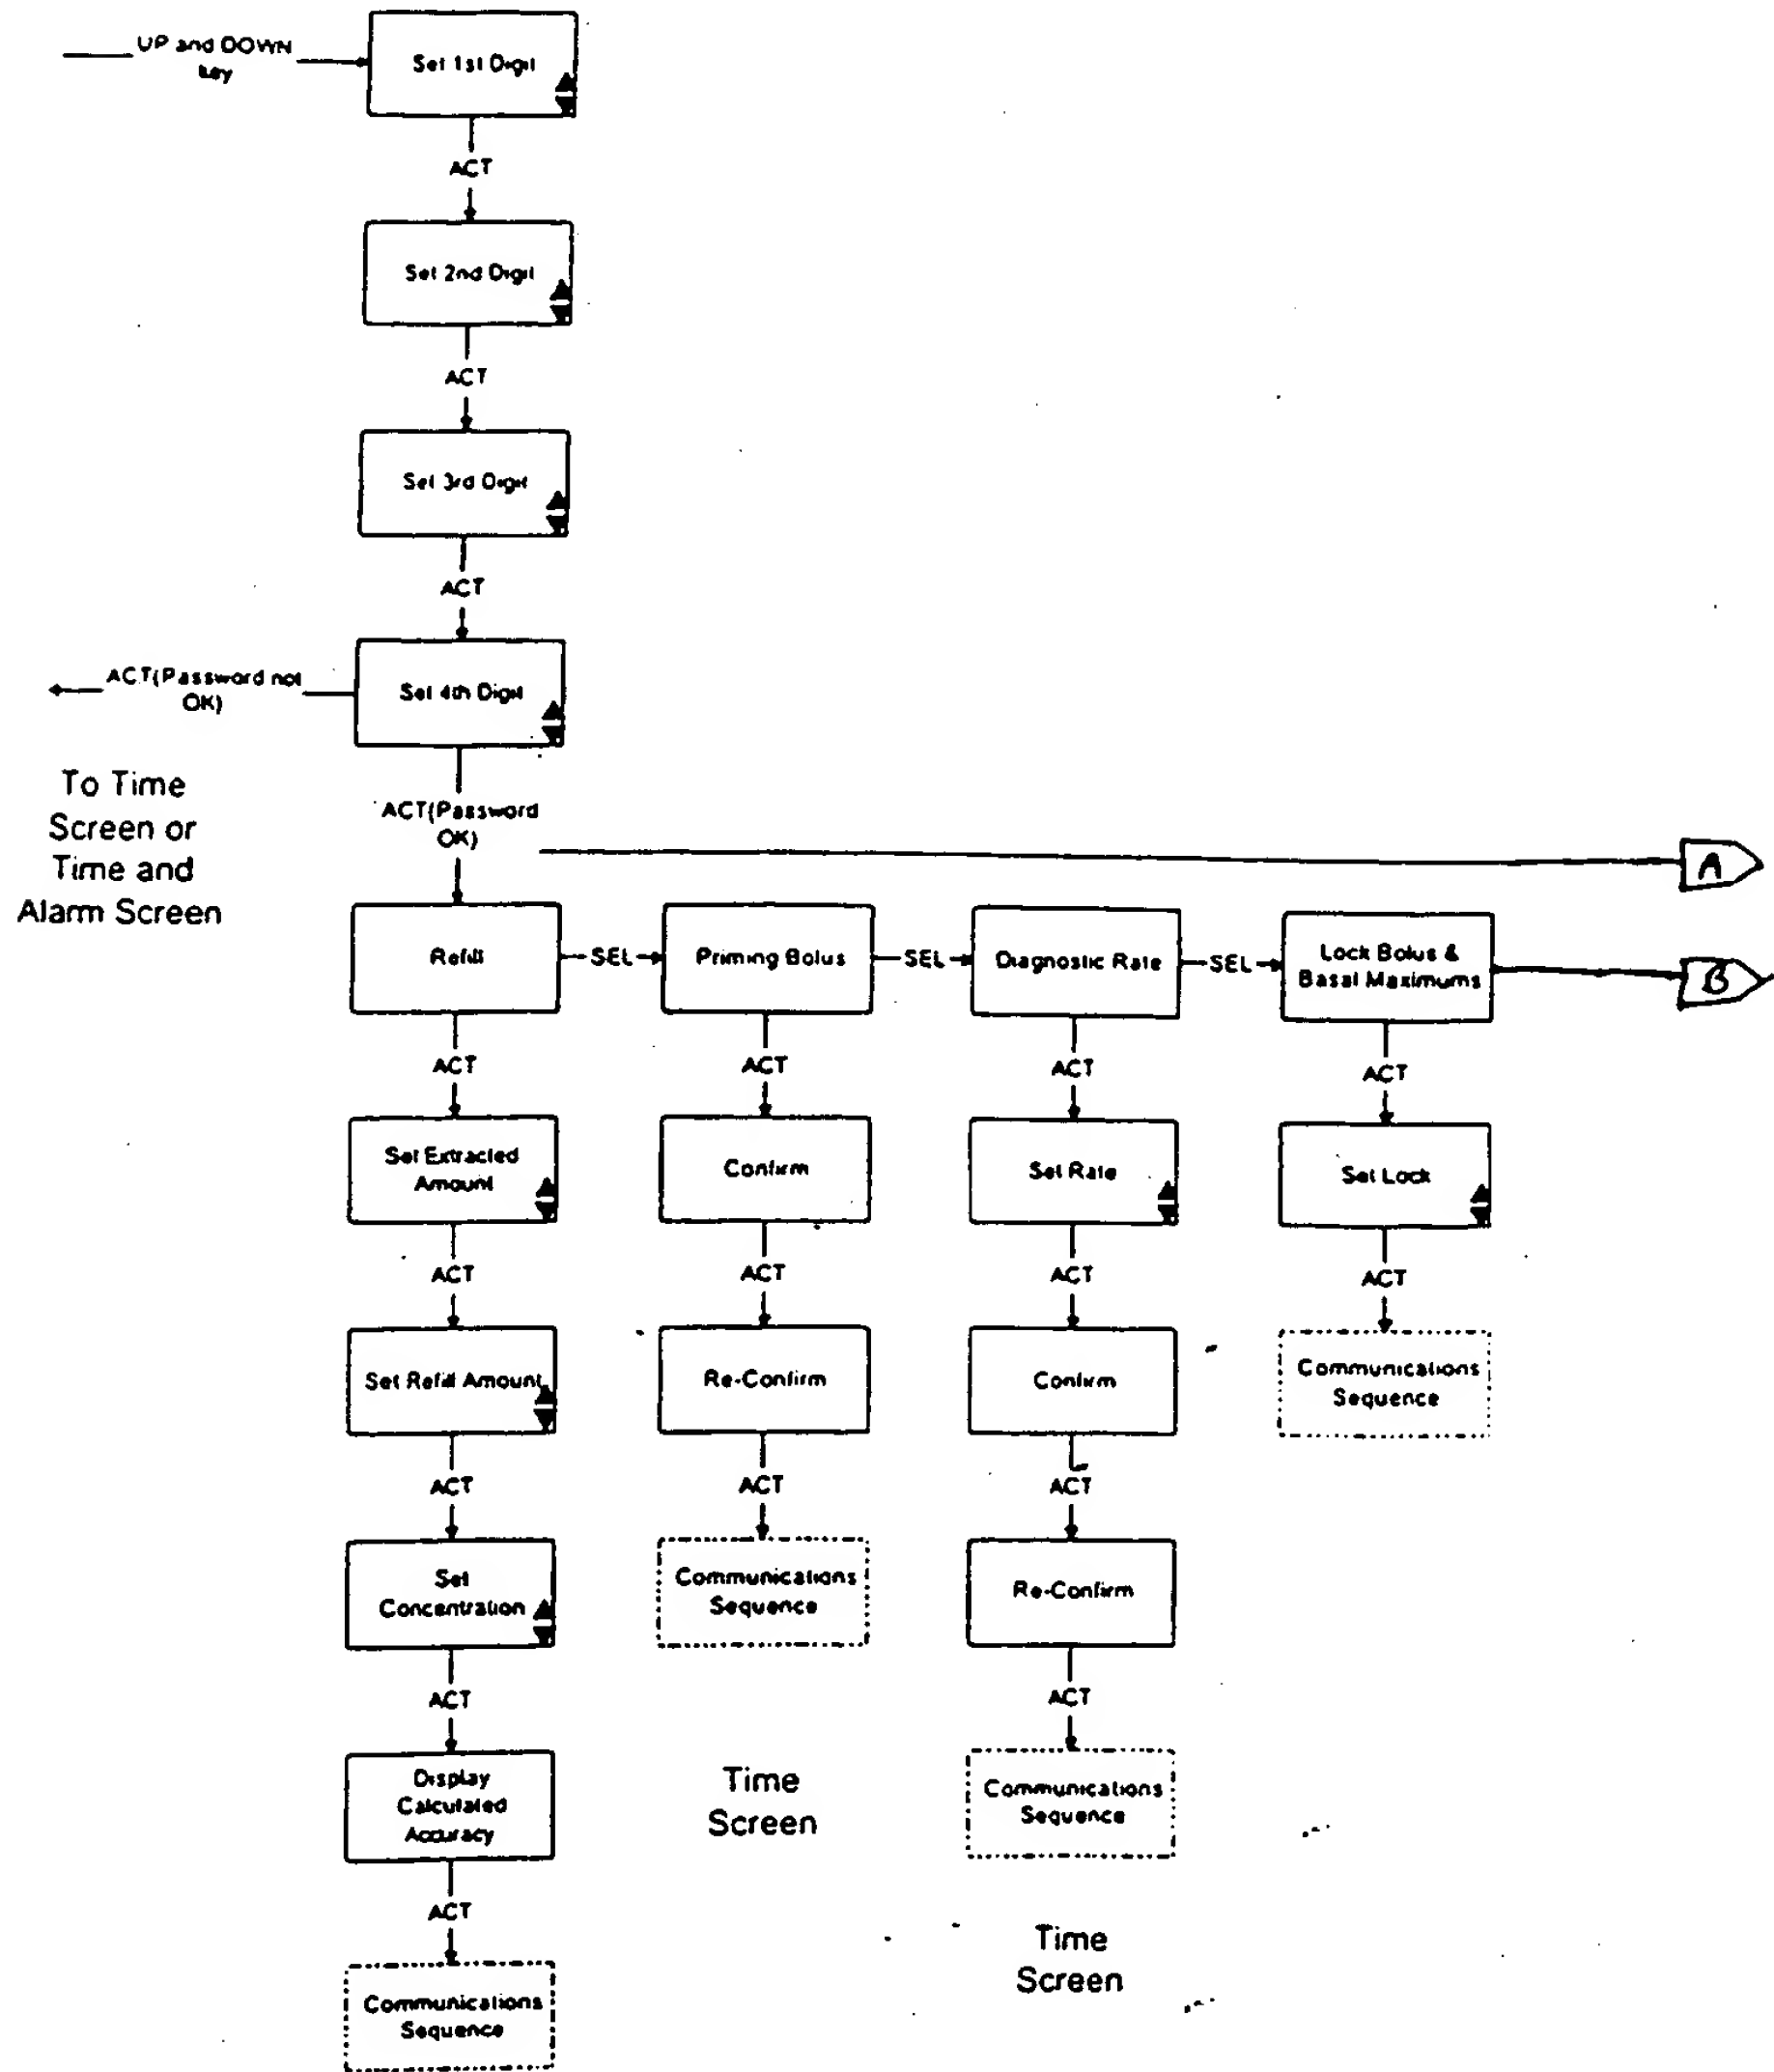 UP and DOWN
key
Set 1st Digit
ACT
Set 2nd Digit
ACT
Set 3rd Digit
ACT
ACT(Password not
OK)
Set 4th Digit
To Time
Screen or
Time and
Alarm Screen
ACT(Password
OK)
A
Refill
SEL
Priming Bolus
SEL
Diagnostic Rate
SEL
Lock Bolus &
Basal Maximums
B
ACT
ACT
ACT
ACT
Set Extracted
Amount
Confirm
Set Rate
Set Lock
ACT
ACT
ACT
ACT
Set Refill Amount
Re-Confirm
Confirm
Communications
Sequence
ACT
ACT
ACT
Set
Concentration
Communications
Sequence
Re-Confirm
ACT
ACT
Display
Calculated
Accuracy
Time
Screen
Communications
Sequence
ACT
Time
Screen
Communications
Sequence